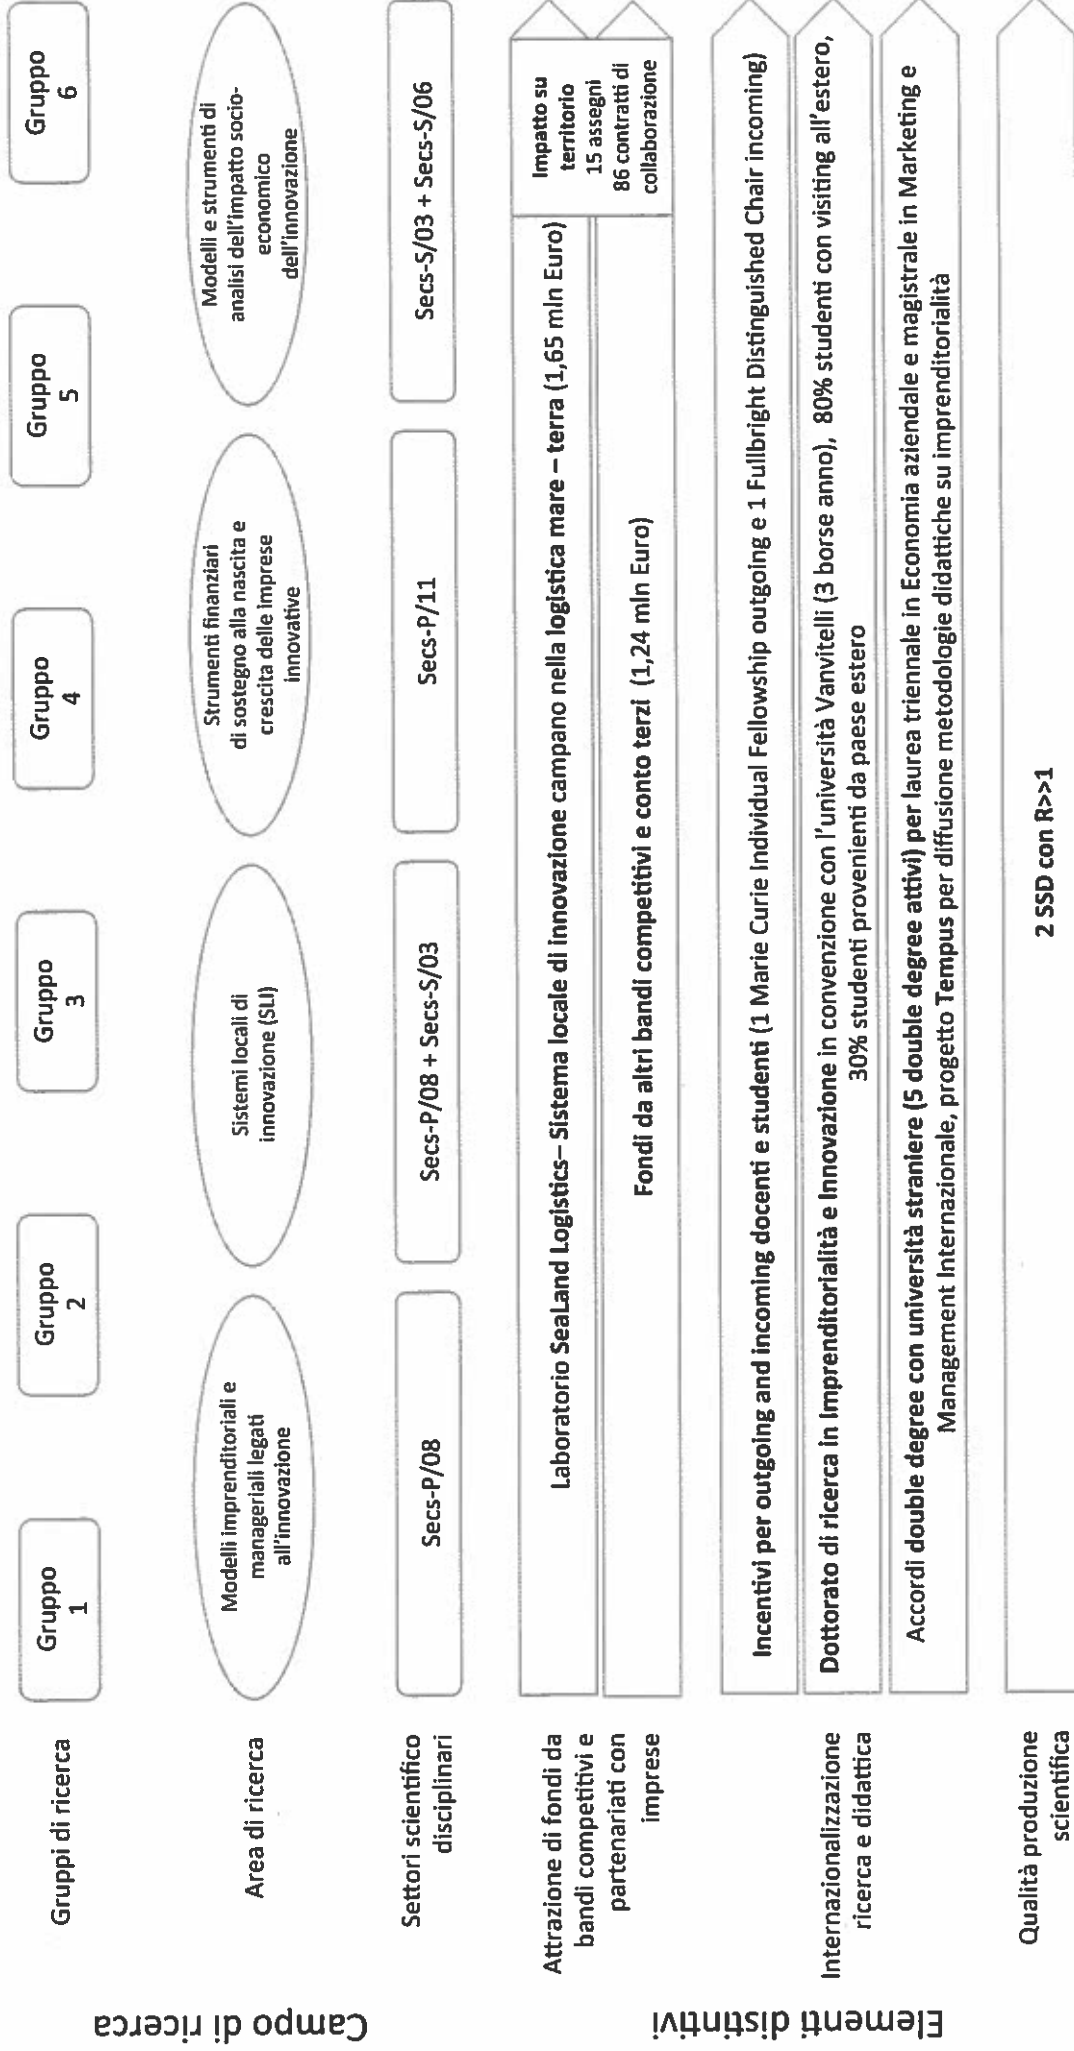 Campo di ricerca
Gruppi di ricerca
Gruppo
1
Gruppo
2
Gruppo
3
Gruppo
4
Gruppo
5
Gruppo
6
Area di ricerca
Modelli imprenditoriali e
manageriali legati
all'innovazione
Sistemi locali di
innovazione (SLI)
Strumenti finanziari
di sostegno alla nascita e
crescita delle imprese
innovative
Modelli e strumenti di
analisi dell'impatto socio-
economico
dell'innovazione
Settori scientifico
disciplinari
Secs-P/08
Secs-P/08 + Secs-S/03
Secs-P/11
Secs-S/03 + Secs-S/06
Elementi distintivi
Attrazione di fondi da
bandi competitivi e
partenariati con
imprese
Laboratorio SeaLand Logistics– Sistema locale di innovazione campano nella logistica mare – terra (1,65 mln Euro)
Fondi da altri bandi competitivi e conto terzi (1,24 mln Euro)
Impatto su
territorio
15 assegni
86 contratti di
collaborazione
Internazionalizzazione
ricerca e didattica
Incentivi per outgoing and incoming docenti e studenti (1 Marie Curie Individual Fellowship outgoing e 1 Fullbright Distinguished Chair incoming)
Dottorato di ricerca in Imprenditorialità e Innovazione in convenzione con l'università Vanvitelli (3 borse anno), 80% studenti con visiting all'estero,
30% studenti provenienti da paese estero
Accordi double degree con università straniere (5 double degree attivi) per laurea triennale in Economia aziendale e magistrale in Marketing e
Management Internazionale, progetto Tempus per diffusione metodologie didattiche su imprenditorialità
Qualità produzione
scientifica
2 SSD con R>>1